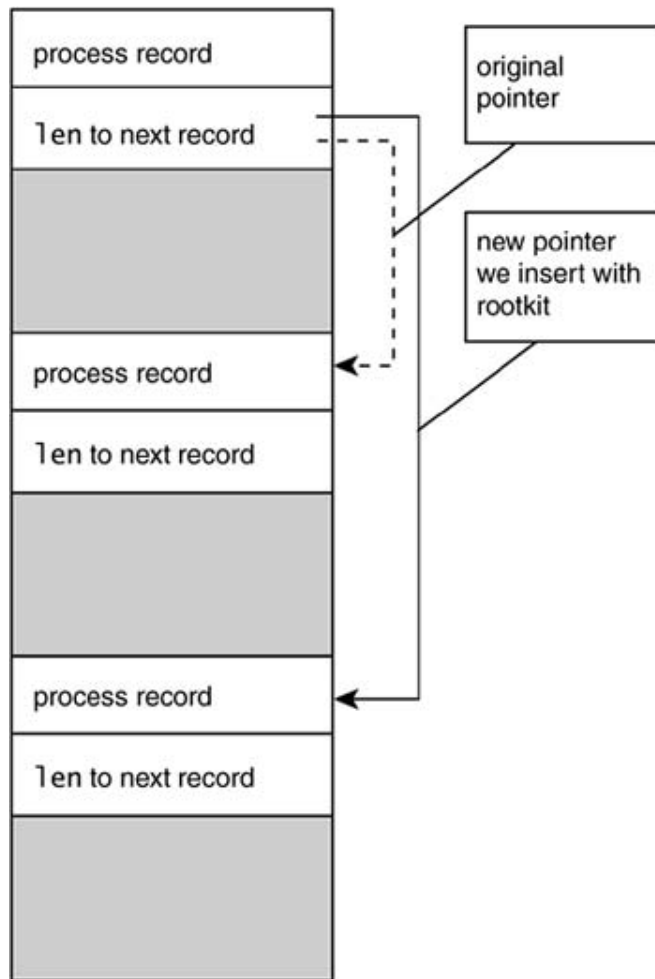 process record
len to next record
process record
len to next record
process record
len to next record
original
pointer
new pointer
we insert with
rootkit